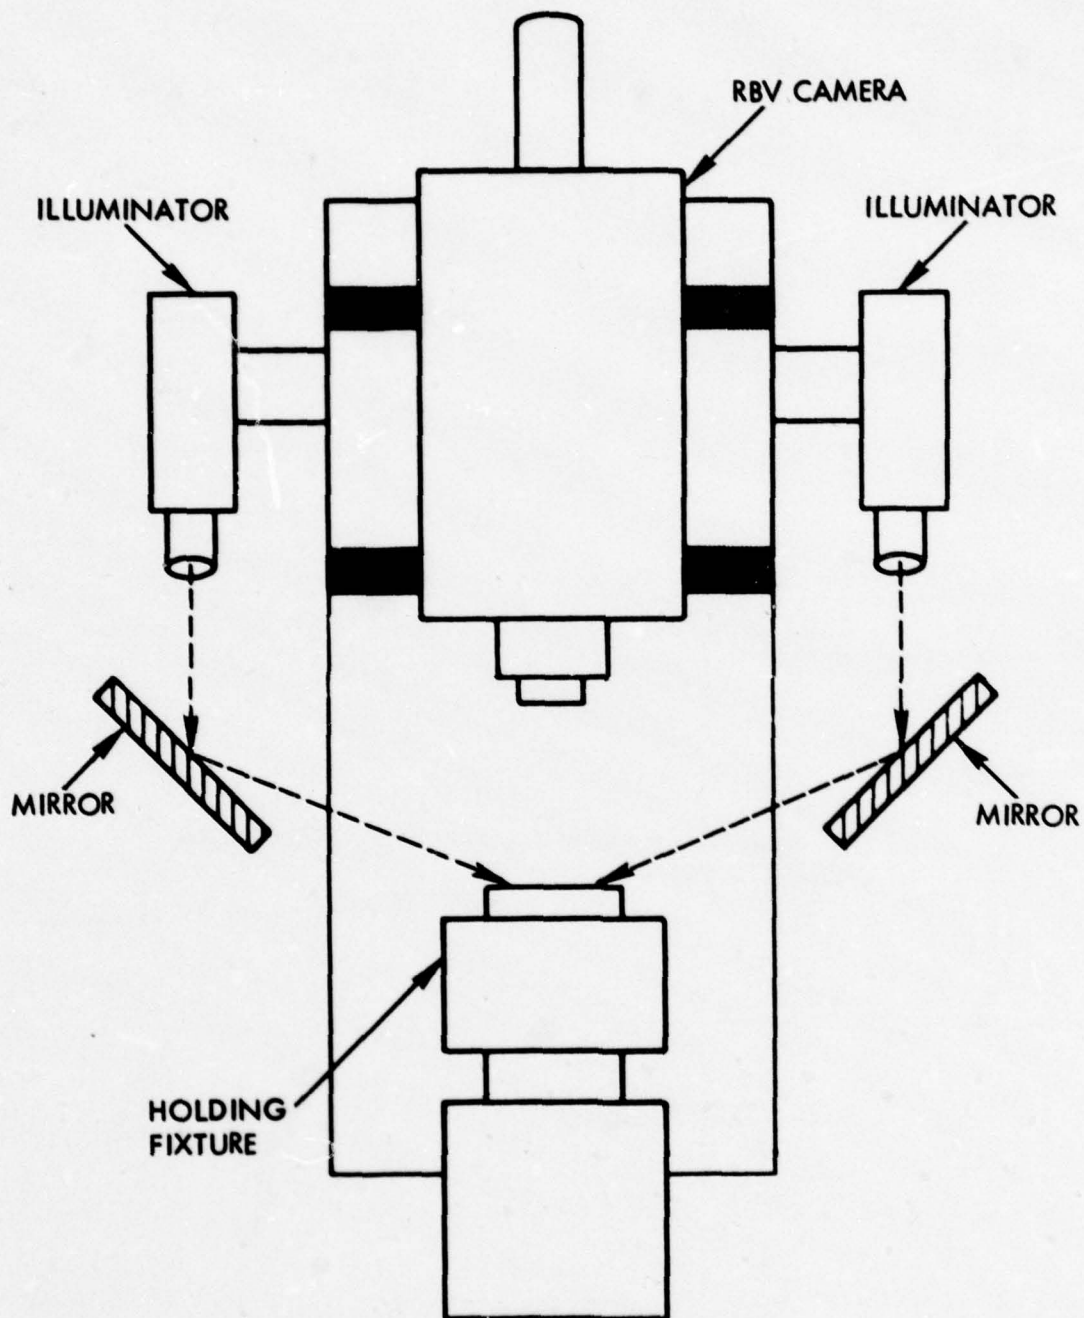 RBV CAMERA
ILLUMINATOR
ILLUMINATOR
MIRROR
MIRROR
HOLDING
FIXTURE